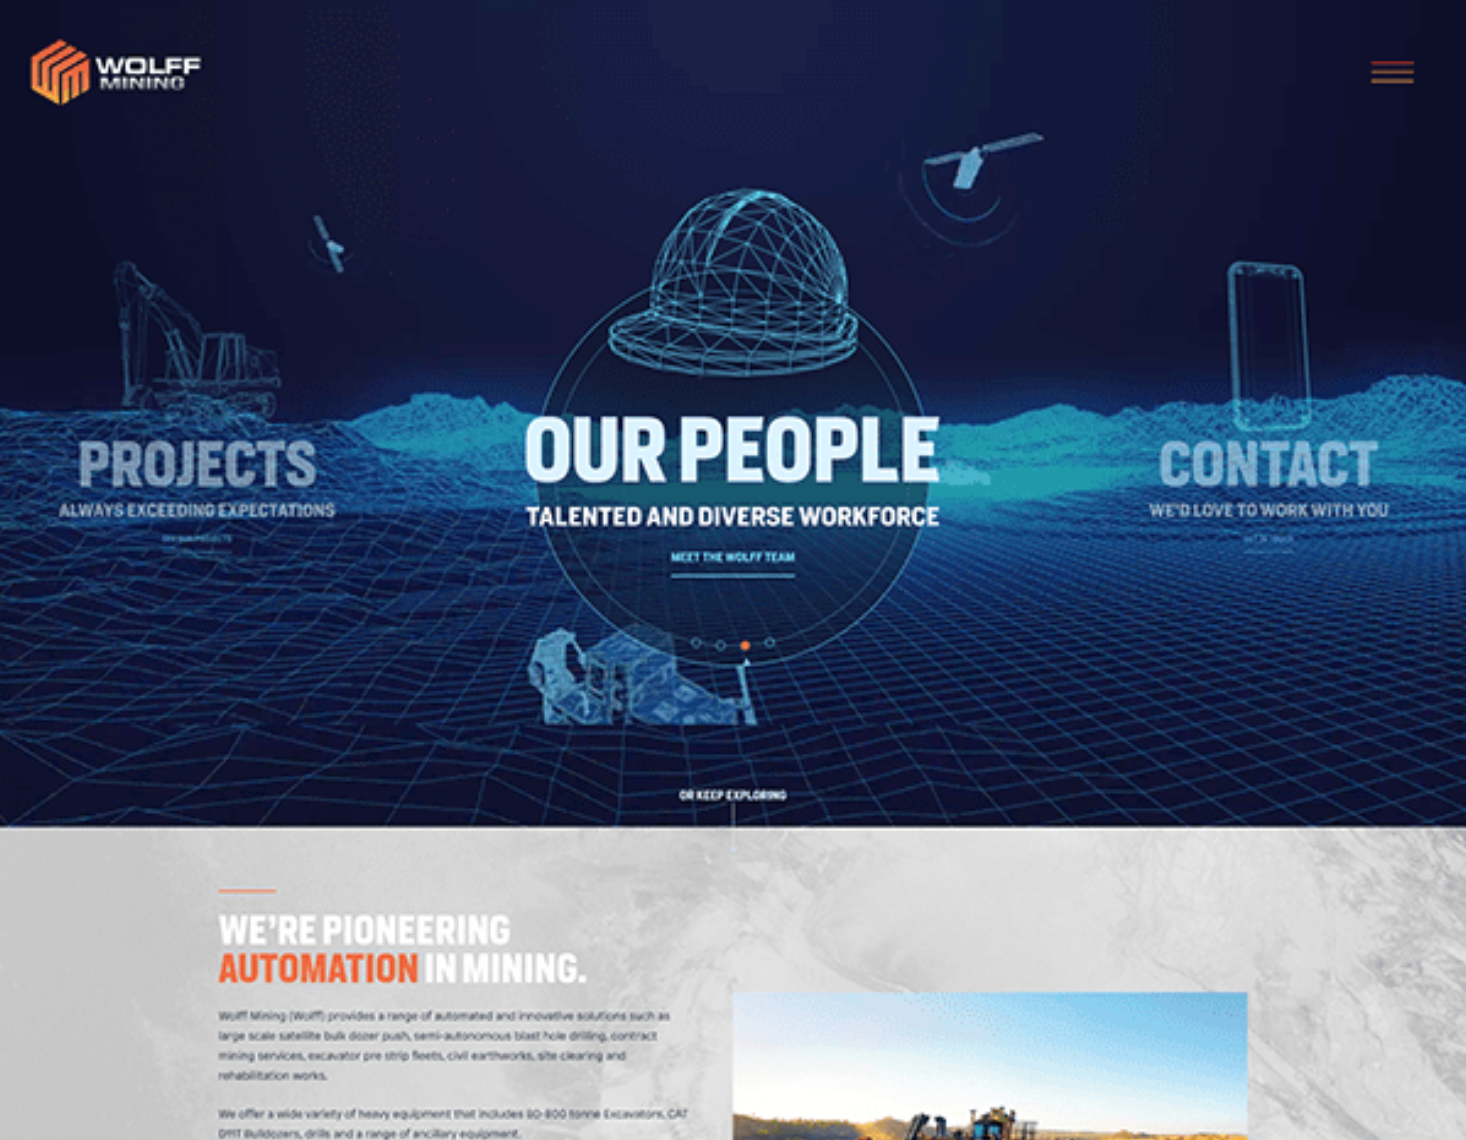 WOLFF
MINING
PROJECTS
ALWAYS EXCEEDING EXPECTATIONS
OUR PEOPLE
TALENTED AND DIVERSE WORKFORCE
MEET THE WOLFF TEAM
CONTACT
WE'D LOVE TO WORK WITH YOU
OR KEEP EXPLORING
WE'RE PIONEERING
AUTOMATION IN MINING.
Wolff Mining (Wolff) provides a range of automated and innovative solutions such as
large scale satellite bulk dozer push, semi-autonomous blast hole drilling, contract
mining services, excavator pre strip fleets, civil earthworks, site clearing and
rehabilitation works.
We offer a wide variety of heavy equipment that includes 80-800 tonne Excavators, CAT
D11T Bulldozers, drills and a range of ancillary equipment.